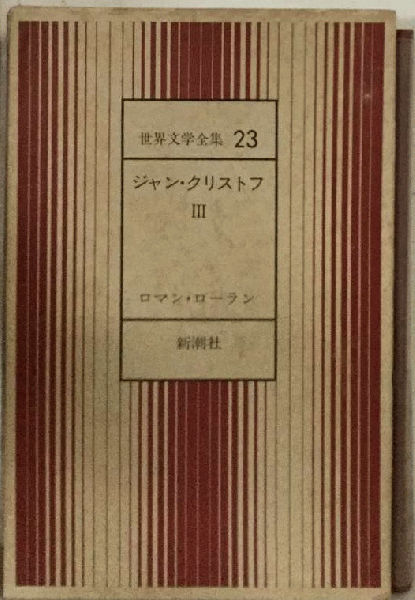 世界文学全集 23
ジャン・クリストフ
III
ロマン・ローラン
新潮社